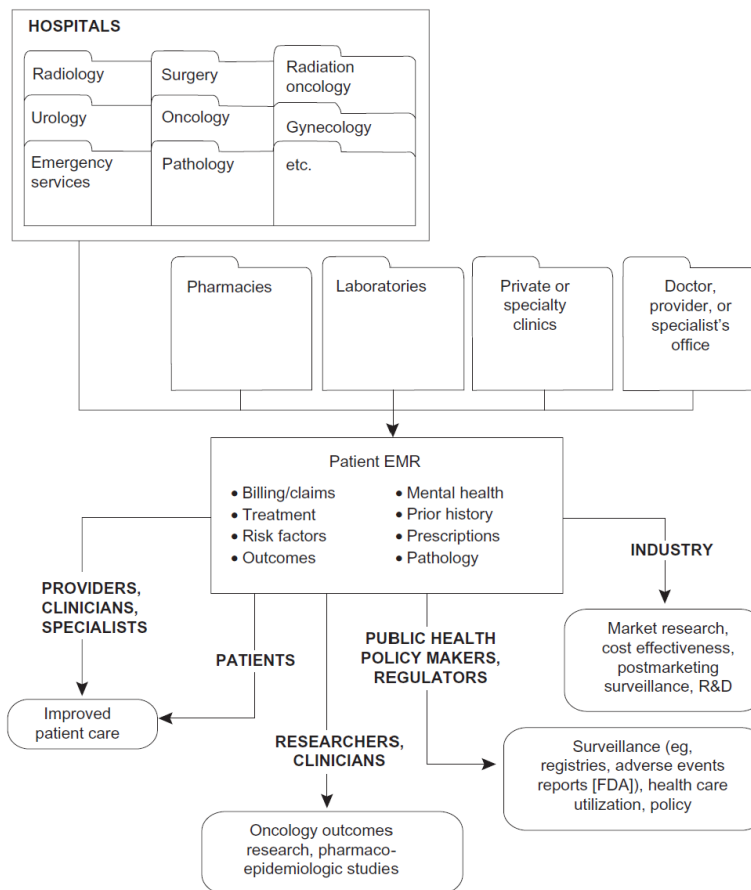 HOSPITALS
Radiology
Surgery
Radiation
oncology
Urology
Oncology
Gynecology
Emergency
services
Pathology
etc.
Pharmacies
Laboratories
Private or
specialty
clinics
Doctor,
provider, or
specialist's
office
Patient EMR
• Billing/claims
• Treatment
• Risk factors
• Outcomes
• Mental health
• Prior history
• Prescriptions
• Pathology
PROVIDERS,
CLINICIANS,
SPECIALISTS
Improved
patient care
PATIENTS
RESEARCHERS,
CLINICIANS
Oncology outcomes
research, pharmaco-
epidemiologic studies
PUBLIC HEALTH
POLICY MAKERS,
REGULATORS
Surveillance (eg,
registries, adverse events
reports [FDA]), health care
utilization, policy
INDUSTRY
Market research,
cost effectiveness,
postmarketing
surveillance, R&D